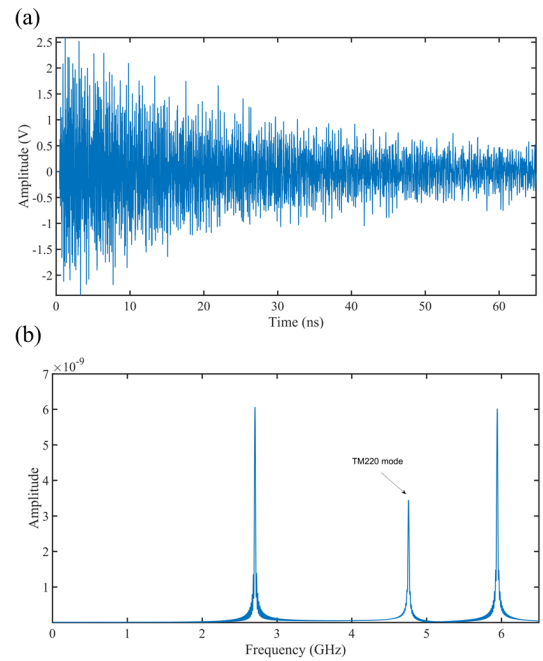 (a)
2.5
2
1.5
1
0.5
0
-0.5
-1
-1.5
-2
Amplitude (V)
0 10 20 30 40 50 60
Time (ns)
(b)
×10-9
7
6
5
4
3
2
1
Amplitude
TM220 mode
0 1 2 3 4 5 6
Frequency (GHz)